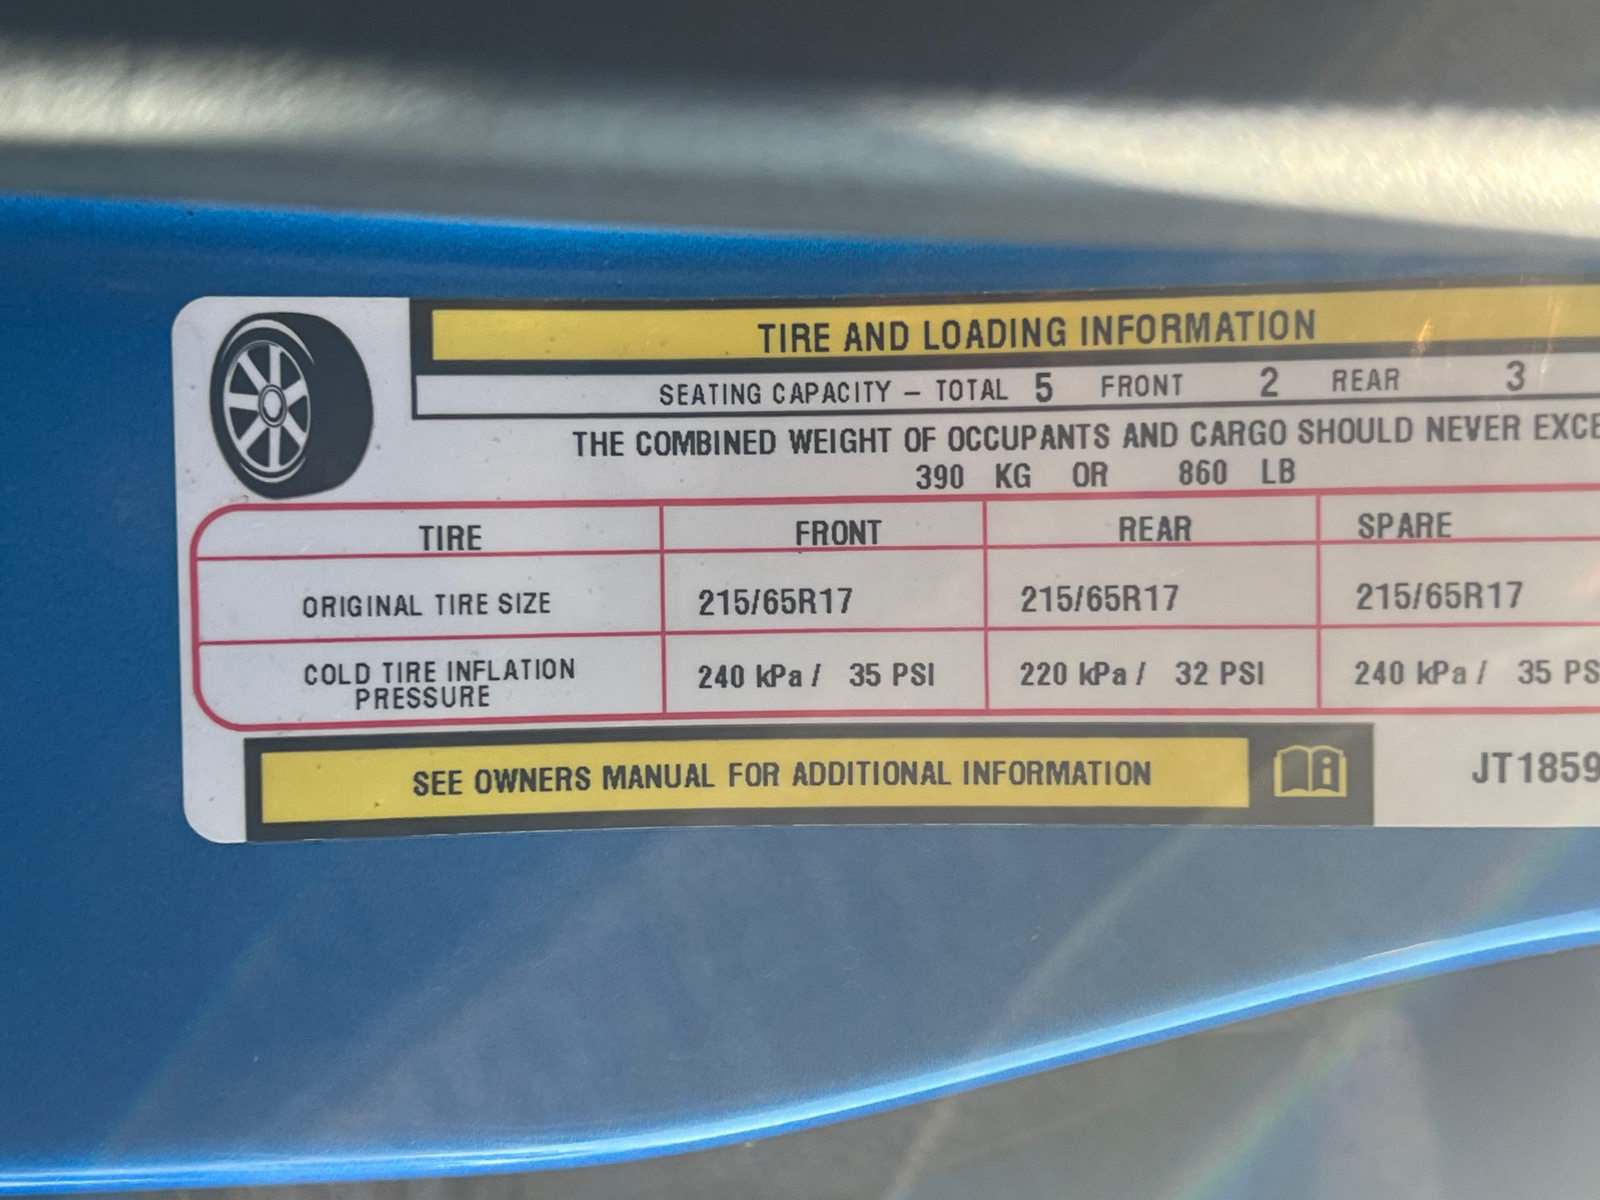 TIRE AND LOADING INFORMATION
SEATING CAPACITY – TOTAL 5 FRONT 2 REAR 3
THE COMBINED WEIGHT OF OCCUPANTS AND CARGO SHOULD NEVER EXCE
390 KG OR 860 LB
TIRE FRONT REAR SPARE
ORIGINAL TIRE SIZE 215/65R17 215/65R17 215/65R17
COLD TIRE INFLATION
PRESSURE 240 kPa / 35 PSI 220 kPa / 32 PSI 240 kPa / 35 PS
SEE OWNERS MANUAL FOR ADDITIONAL INFORMATION
JT1859